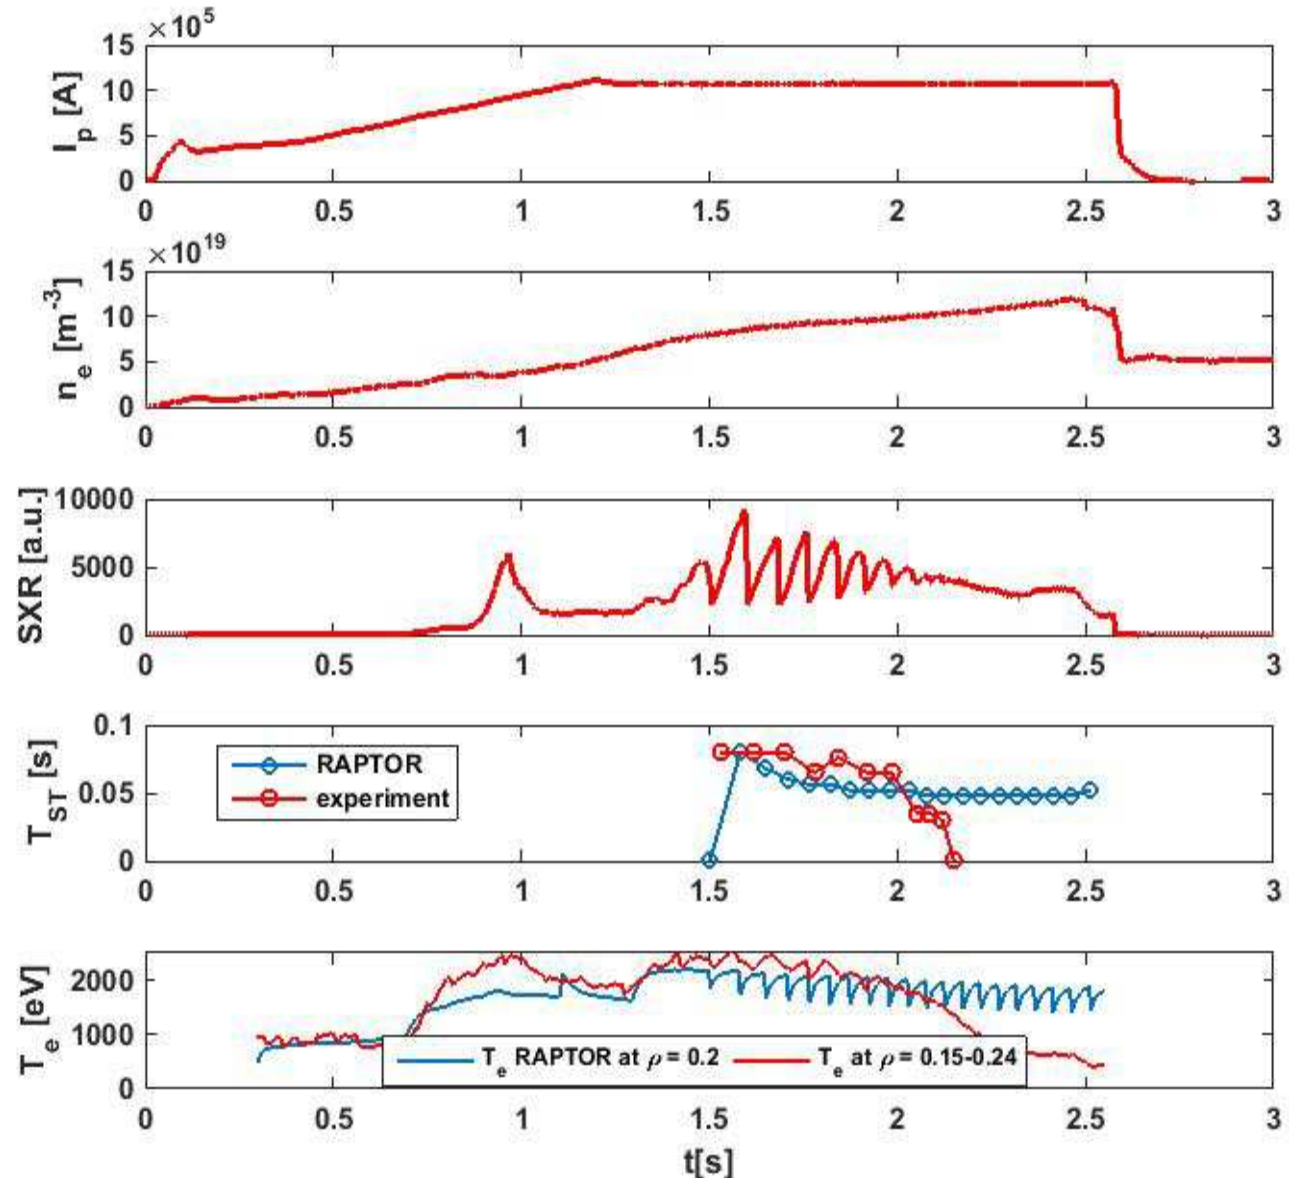 ×10⁵
15
10
5
0
I_p [A]
0 0.5 1 1.5 2 2.5 3
×10¹⁹
15
10
5
0
n_e [m⁻³]
0 0.5 1 1.5 2 2.5 3
10000
5000
0
SXR [a.u.]
0 0.5 1 1.5 2 2.5 3
0.1
0.05
0
T_ST [s]
RAPTOR
experiment
0 0.5 1 1.5 2 2.5 3
2000
1000
0
T_e [eV]
T_e RAPTOR at ρ = 0.2 T_e at ρ = 0.15-0.24
0 0.5 1 1.5 2 2.5 3
t[s]